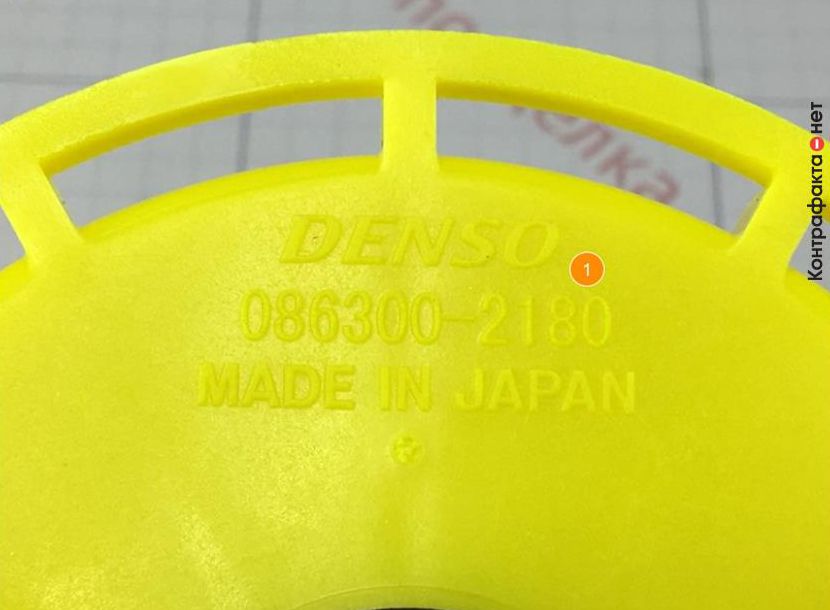 DENSO
1
086300-2180
MADE IN JAPAN
Контрафакта нет